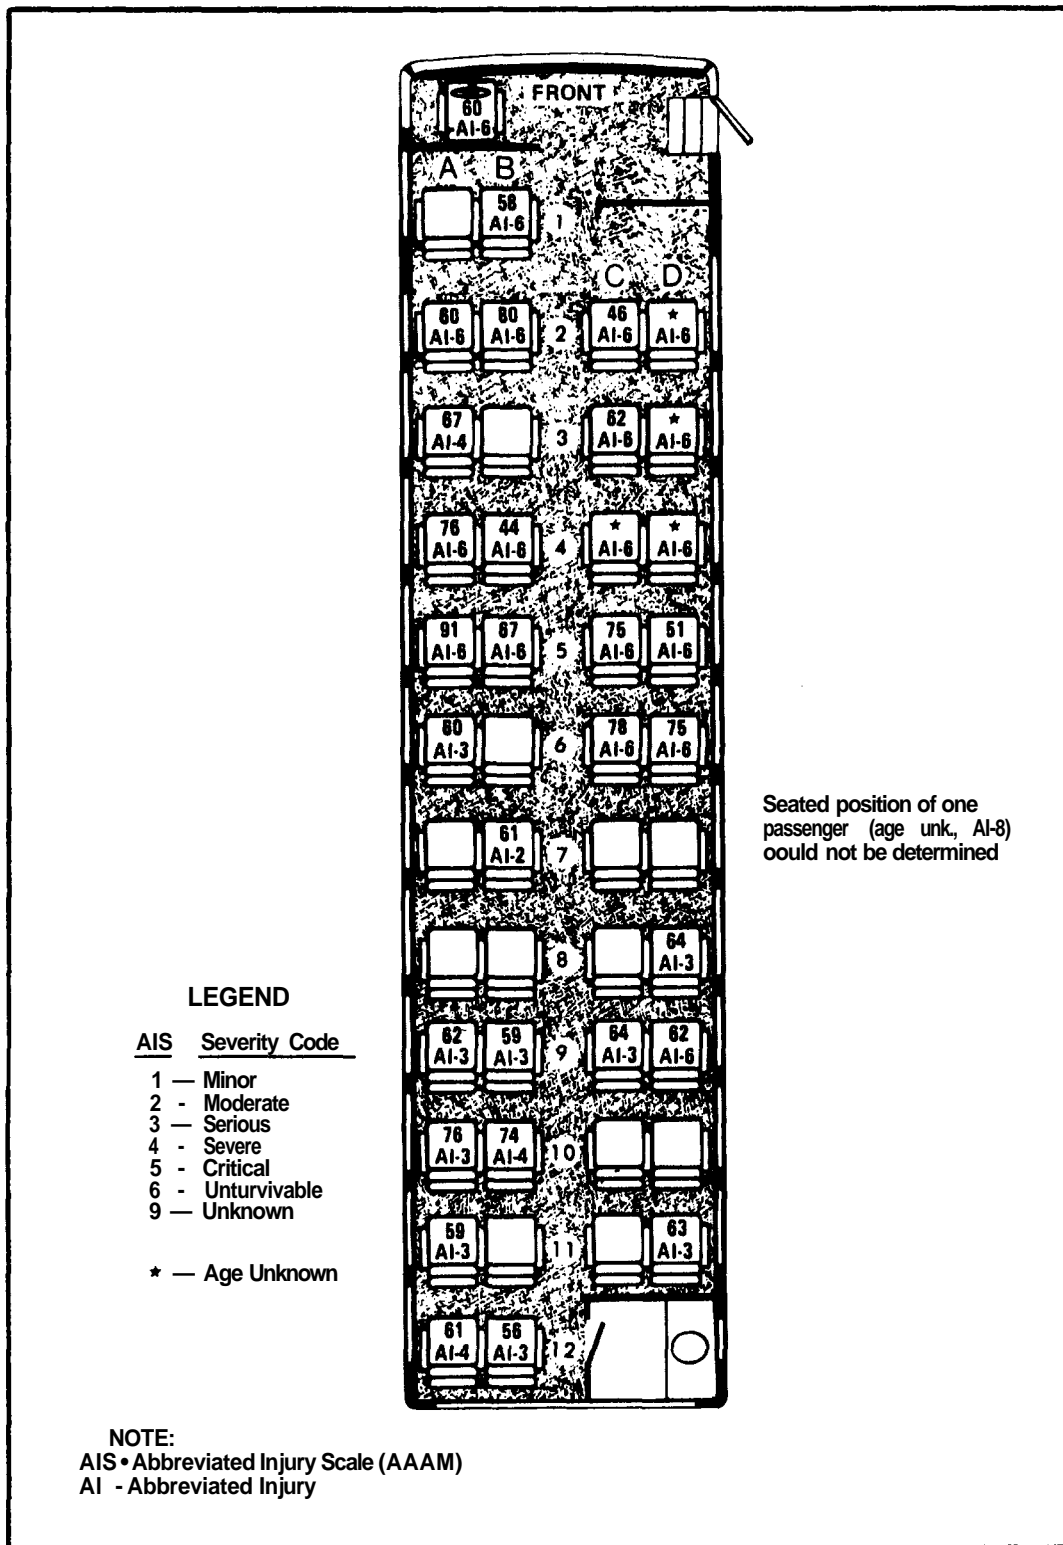 FRONT
60
AI-6
A B
58
AI-6
1
C D
60
AI-6
80
AI-6
2
46
AI-6
★
AI-6
67
AI-4
3
62
AI-6
★
AI-6
76
AI-6
44
AI-6
4
★
AI-6
★
AI-6
91
AI-6
67
AI-6
5
75
AI-6
51
AI-6
60
AI-3
6
78
AI-6
75
AI-6
Seated position of one
passenger (age unk., AI-8)
oould not be determined
61
AI-2
7
8
64
AI-3
62
AI-3
59
AI-3
9
64
AI-3
62
AI-6
76
AI-3
74
AI-4
10
59
AI-3
11
63
AI-3
61
AI-4
56
AI-3
12
LEGEND
AIS Severity Code
1 — Minor
2 - Moderate
3 — Serious
4 - Severe
5 - Critical
6 - Unturvivable
9 — Unknown
★ — Age Unknown
NOTE:
AIS • Abbreviated Injury Scale (AAAM)
AI - Abbreviated Injury